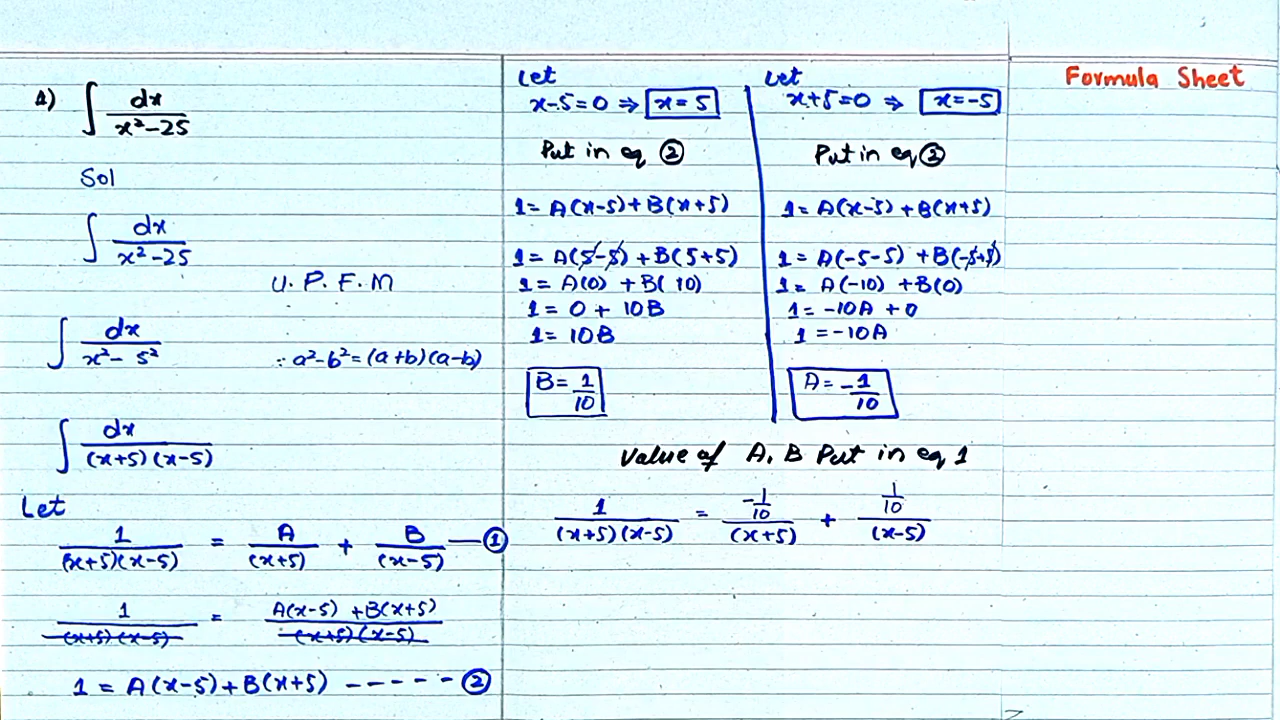 1) ∫ dx / x²-25
Sol
∫ dx / x²-25
U. P. F. M
∫ dx / x² - 5² ∵ a²-b² = (a+b)(a-b)
∫ dx / (x+5)(x-5)
Let
1 / (x+5)(x-5) = A / (x+5) + B / (x-5) — ①
1 / (x+5)(x-5) = A(x-5) + B(x+5) / (x+5)(x-5)
1 = A(x-5) + B(x+5) ------ ②
Let
x-5=0 ⇒ x=5
Put in eq ②
1 = A(x-5) + B(x+5)
1 = A(5-5) + B(5+5)
1 = A(0) + B(10)
1 = 0 + 10B
1 = 10B
B = 1/10
Let
x+5=0 ⇒ x=-5
Put in eq ②
1 = A(x-5) + B(x+5)
1 = A(-5-5) + B(-5+5)
1 = A(-10) + B(0)
1 = -10A + 0
1 = -10A
A = -1/10
Value of A, B Put in eq 1
1 / (x+5)(x-5) = -1/10 / (x+5) + 1/10 / (x-5)
Formula Sheet